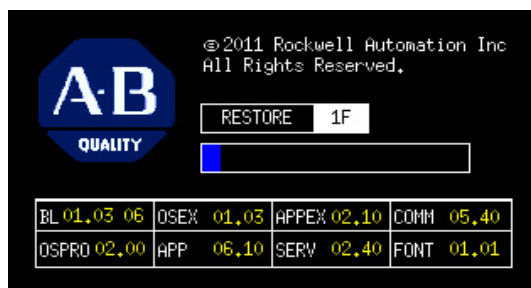 ©2011 Rockwell Automation Inc
All Rights Reserved.
A·B
QUALITY
RESTORE 1F
BL 01.03 06 OSEX 01.03 APPEX 02.10 COMM 05.40
OSPRO 02.00 APP 06.10 SERV 02.40 FONT 01.01